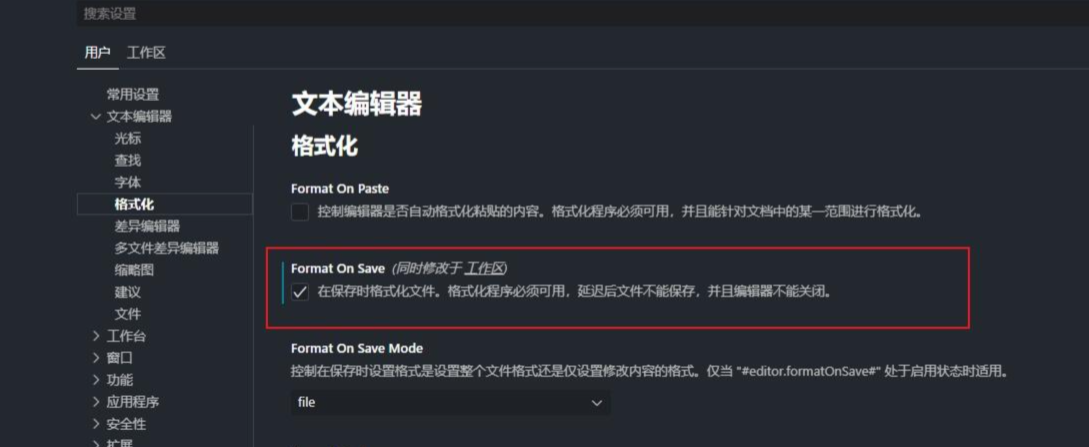 搜索设置
用户 工作区
常用设置
文本编辑器
光标
查找
字体
格式化
差异编辑器
多文件差异编辑器
缩略图
建议
文件
工作台
窗口
功能
应用程序
安全性
扩展
文本编辑器
格式化
Format On Paste
控制编辑器是否自动格式化粘贴的内容。格式化程序必须可用，并且能针对文档中的某一范围进行格式化。
Format On Save (同时修改于 工作区)
在保存时格式化文件。格式化程序必须可用，延迟后文件不能保存，并且编辑器不能关闭。
Format On Save Mode
控制在保存时设置格式是设置整个文件格式还是仅设置修改内容的格式。仅当 "#editor.formatOnSave#" 处于启用状态时适用。
file